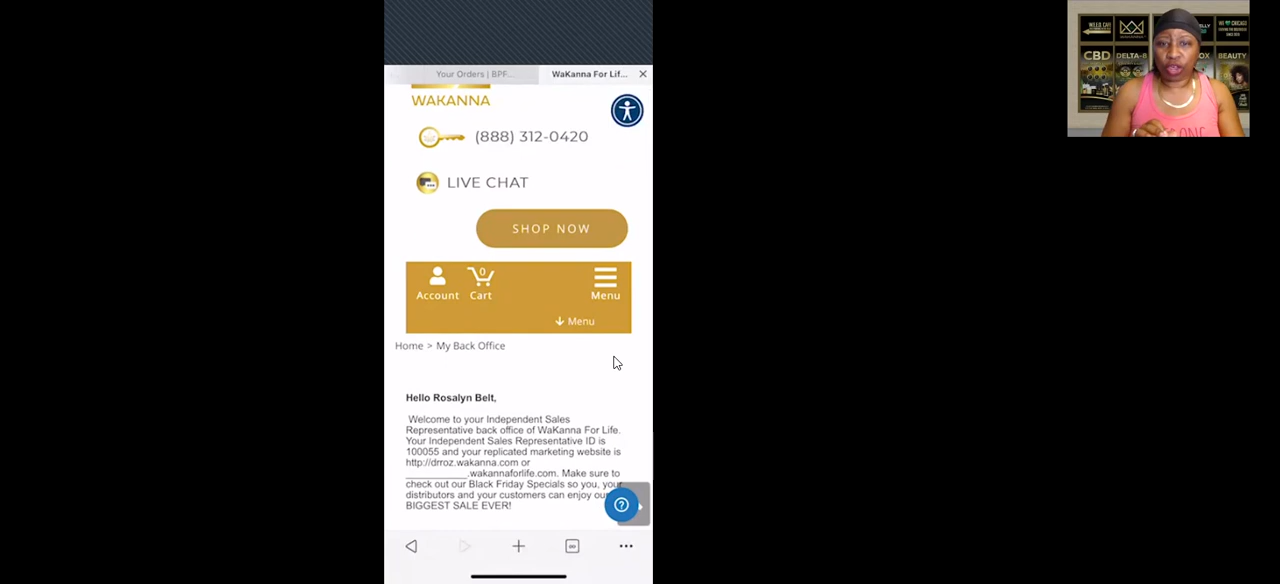 Your Orders | BPF...
WaKanna For Lif...
WAKANNA
(888) 312-0420
LIVE CHAT
SHOP NOW
0
Account Cart Menu
Menu
Home > My Back Office
Hello Rosalyn Belt,
Welcome to your Independent Sales
Representative back office of WaKanna For Life.
Your Independent Sales Representative ID is
100055 and your replicated marketing website is
http://drroz.wakanna.com or
____________.wakannaforlife.com. Make sure to
check out our Black Friday Specials so you, your
distributors and your customers can enjoy our
BIGGEST SALE EVER!
CBD
DELTA-8
BEAUTY